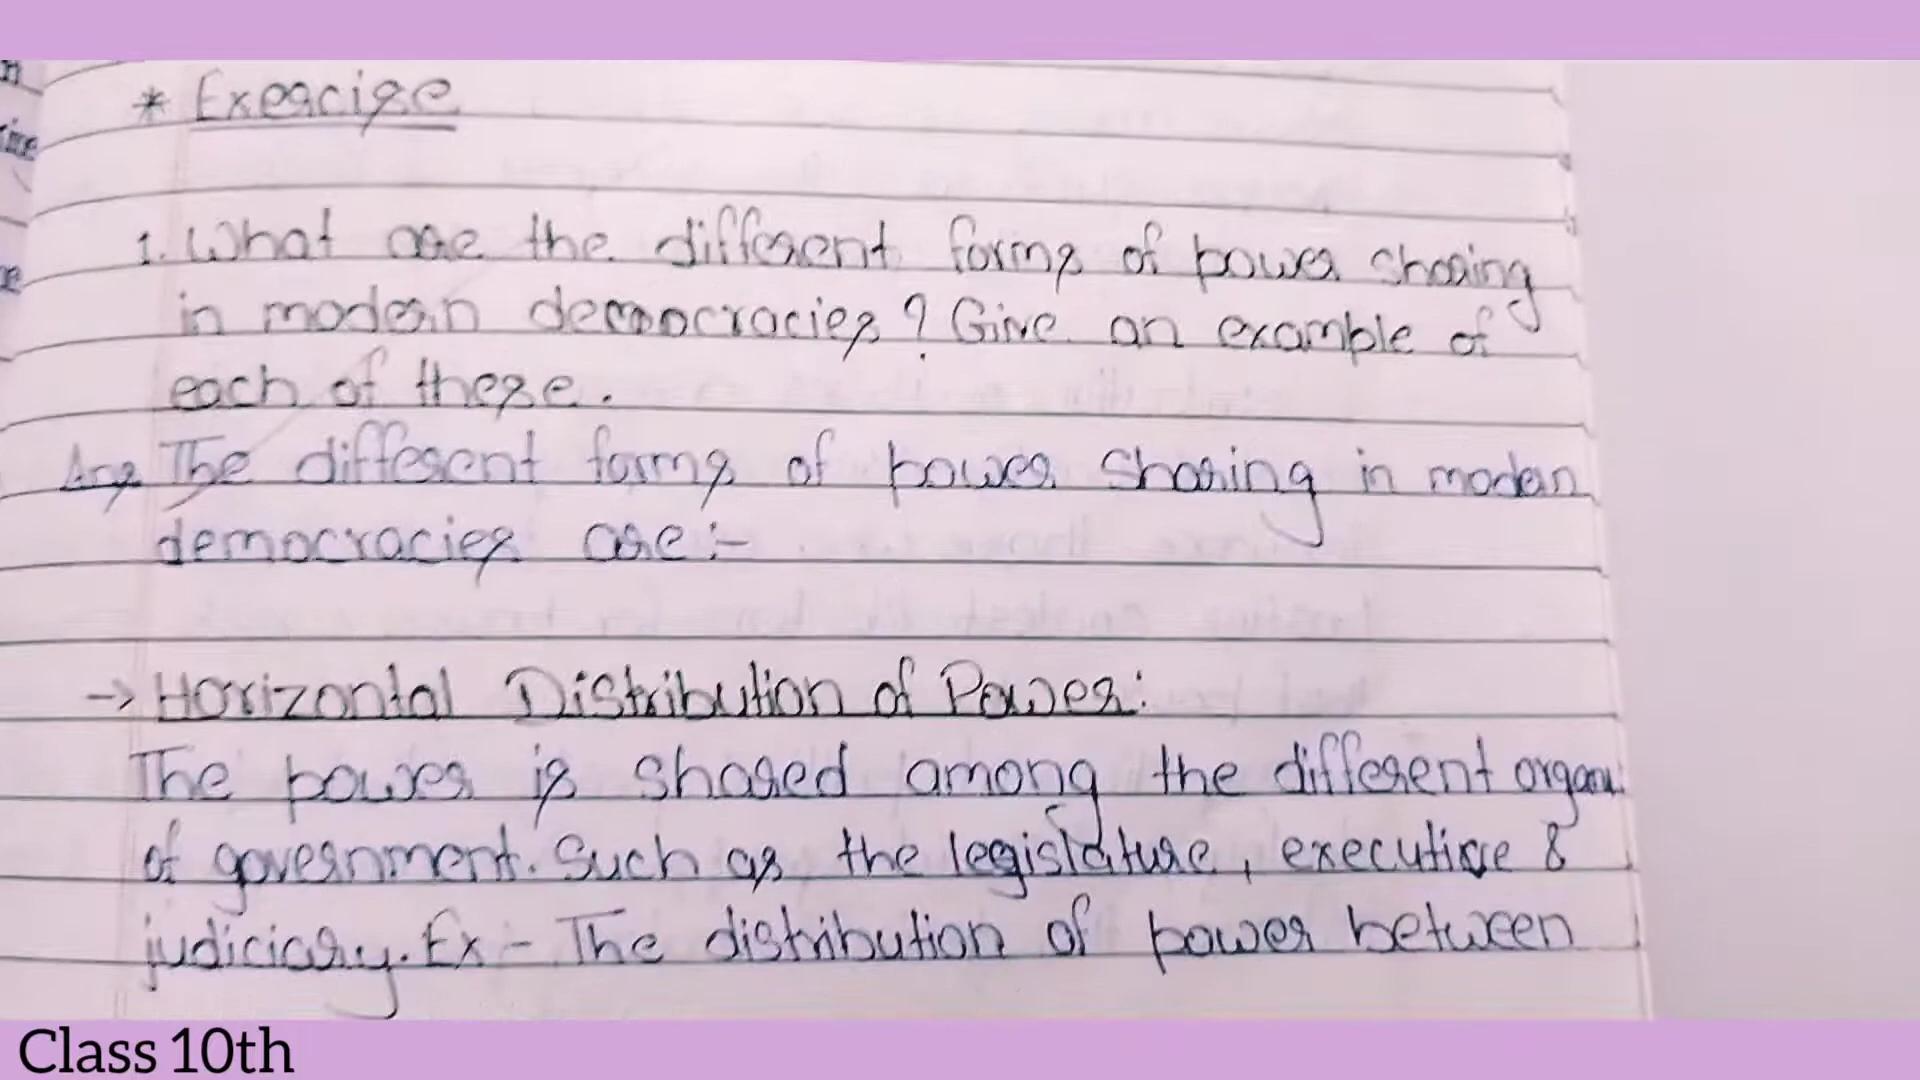 * Exercise
1. What are the different forms of power sharing
in modern democracies? Give an example of
each of these.
Ans. The different forms of power sharing in modern
democracies are:-
→ Horizontal Distribution of Power:
The power is shared among the different organs
of government. Such as the legislature, executive &
judiciary. Ex - The distribution of power between
Class 10th